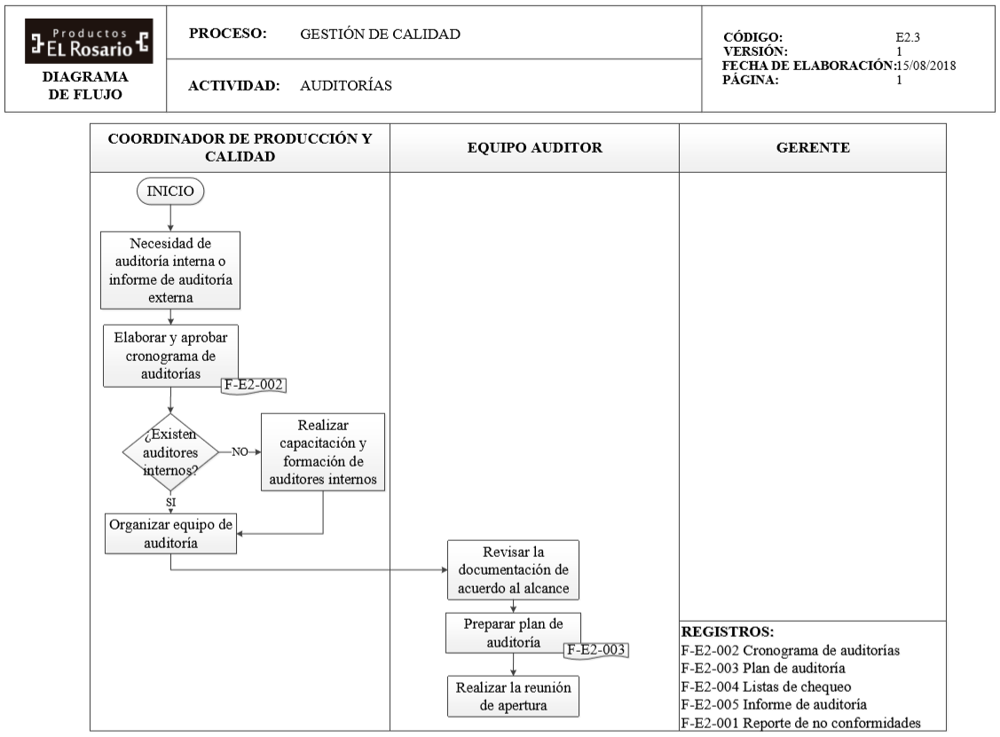 Productos
EL Rosario
DIAGRAMA
DE FLUJO
PROCESO: GESTIÓN DE CALIDAD
ACTIVIDAD: AUDITORÍAS
CÓDIGO: E2.3
VERSIÓN: 1
FECHA DE ELABORACIÓN:15/08/2018
PÁGINA: 1
COORDINADOR DE PRODUCCIÓN Y
CALIDAD
EQUIPO AUDITOR
GERENTE
INICIO
Necesidad de
auditoría interna o
informe de auditoría
externa
Elaborar y aprobar
cronograma de
auditorías
F-E2-002
¿Existen
auditores
internos?
NO
Realizar
capacitación y
formación de
auditores internos
SI
Organizar equipo de
auditoría
Revisar la
documentación de
acuerdo al alcance
Preparar plan de
auditoría
F-E2-003
Realizar la reunión
de apertura
REGISTROS:
F-E2-002 Cronograma de auditorías
F-E2-003 Plan de auditoría
F-E2-004 Listas de chequeo
F-E2-005 Informe de auditoría
F-E2-001 Reporte de no conformidades